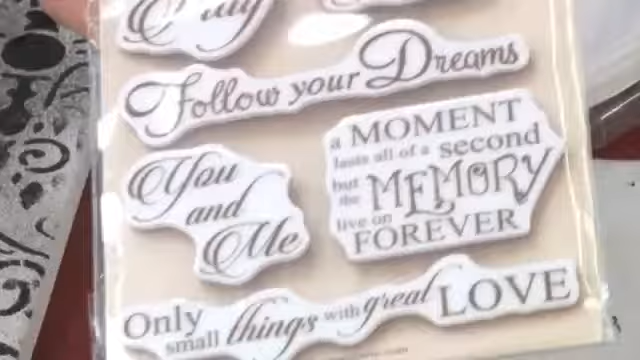 Follow your Dreams
You
and
Me
a MOMENT
lasts all of a second
but
the MEMORY
live on
FOREVER
Only
small things with great LOVE